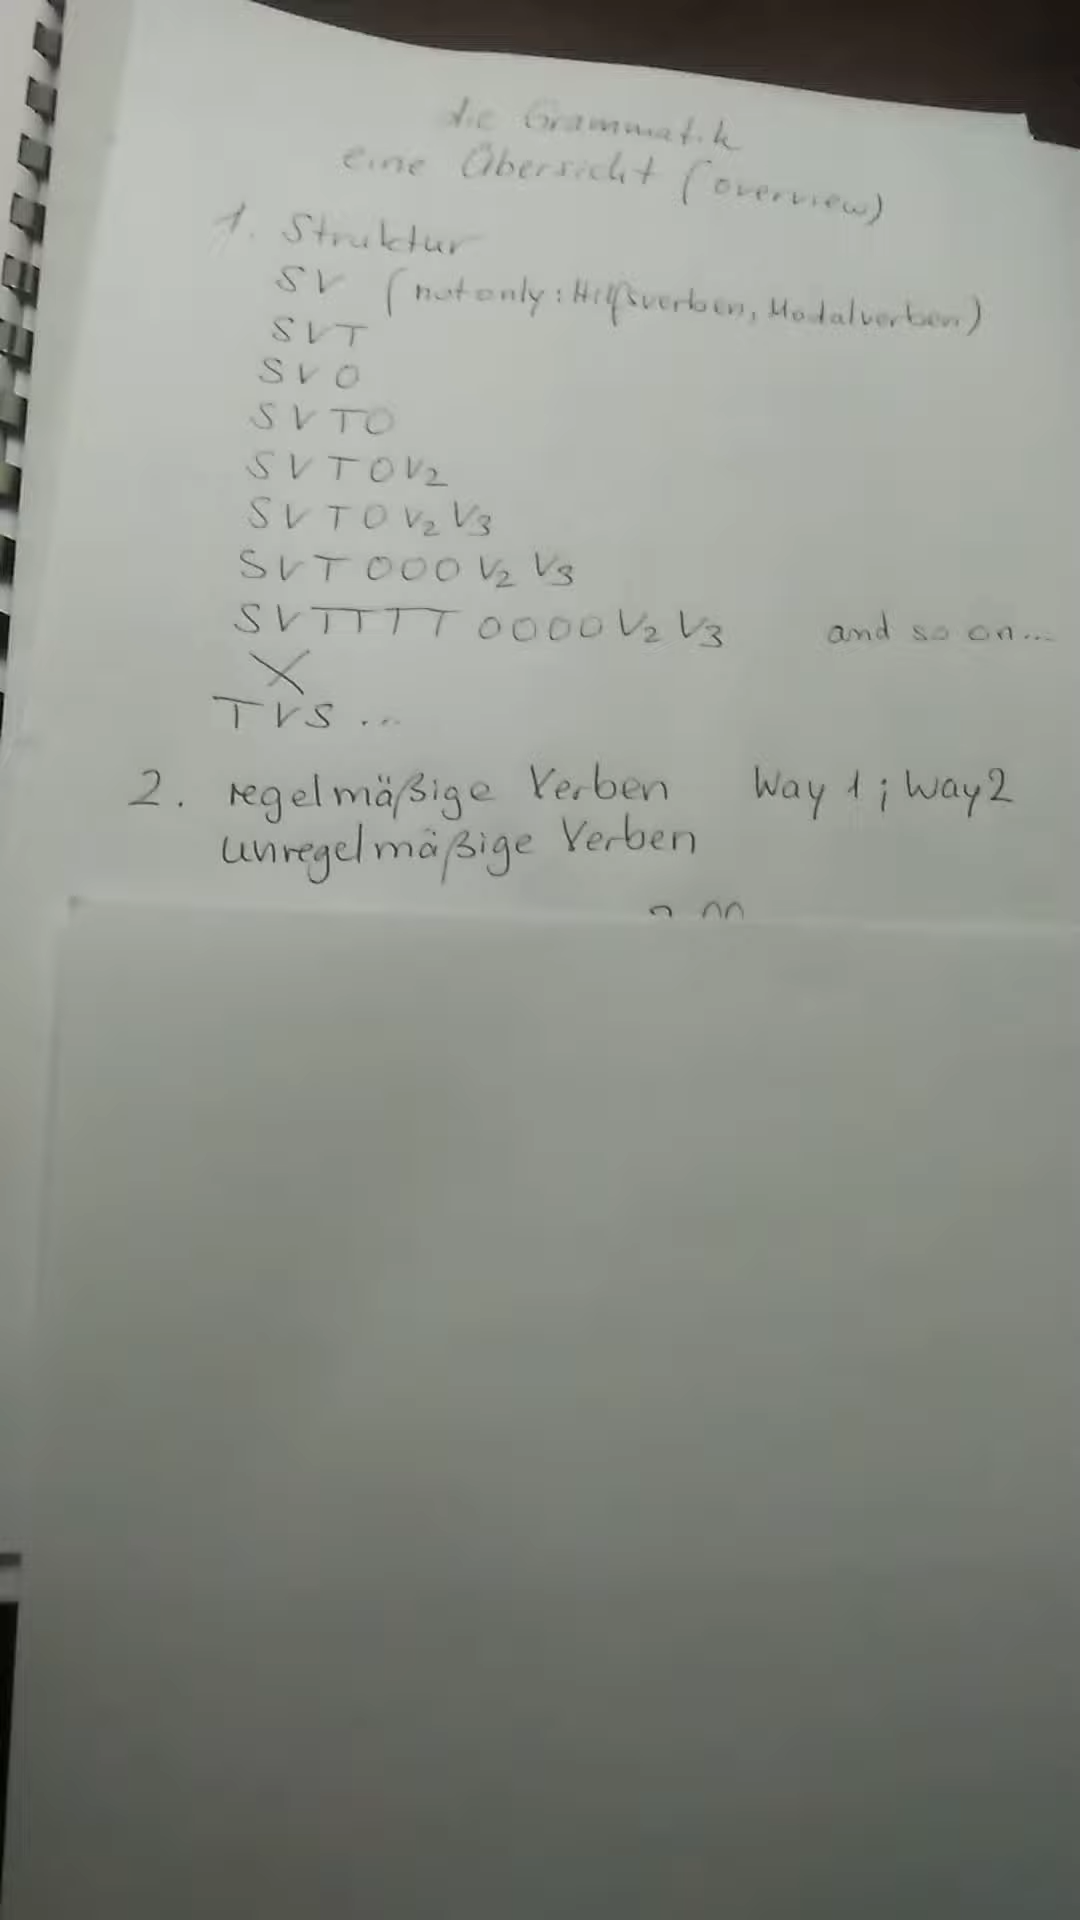 die Grammatik
eine Übersicht (overview)
1. Struktur
SV (not only: Hilfsverben, Modalverben)
SVT
SVO
SVTO
SVTOV2
SVTOV2V3
SVTOOOV2V3
SVTTTTOOOOV2V3 and so on...
X
TVS ...
2. regelmäßige Verben Way 1; Way 2
unregelmäßige Verben